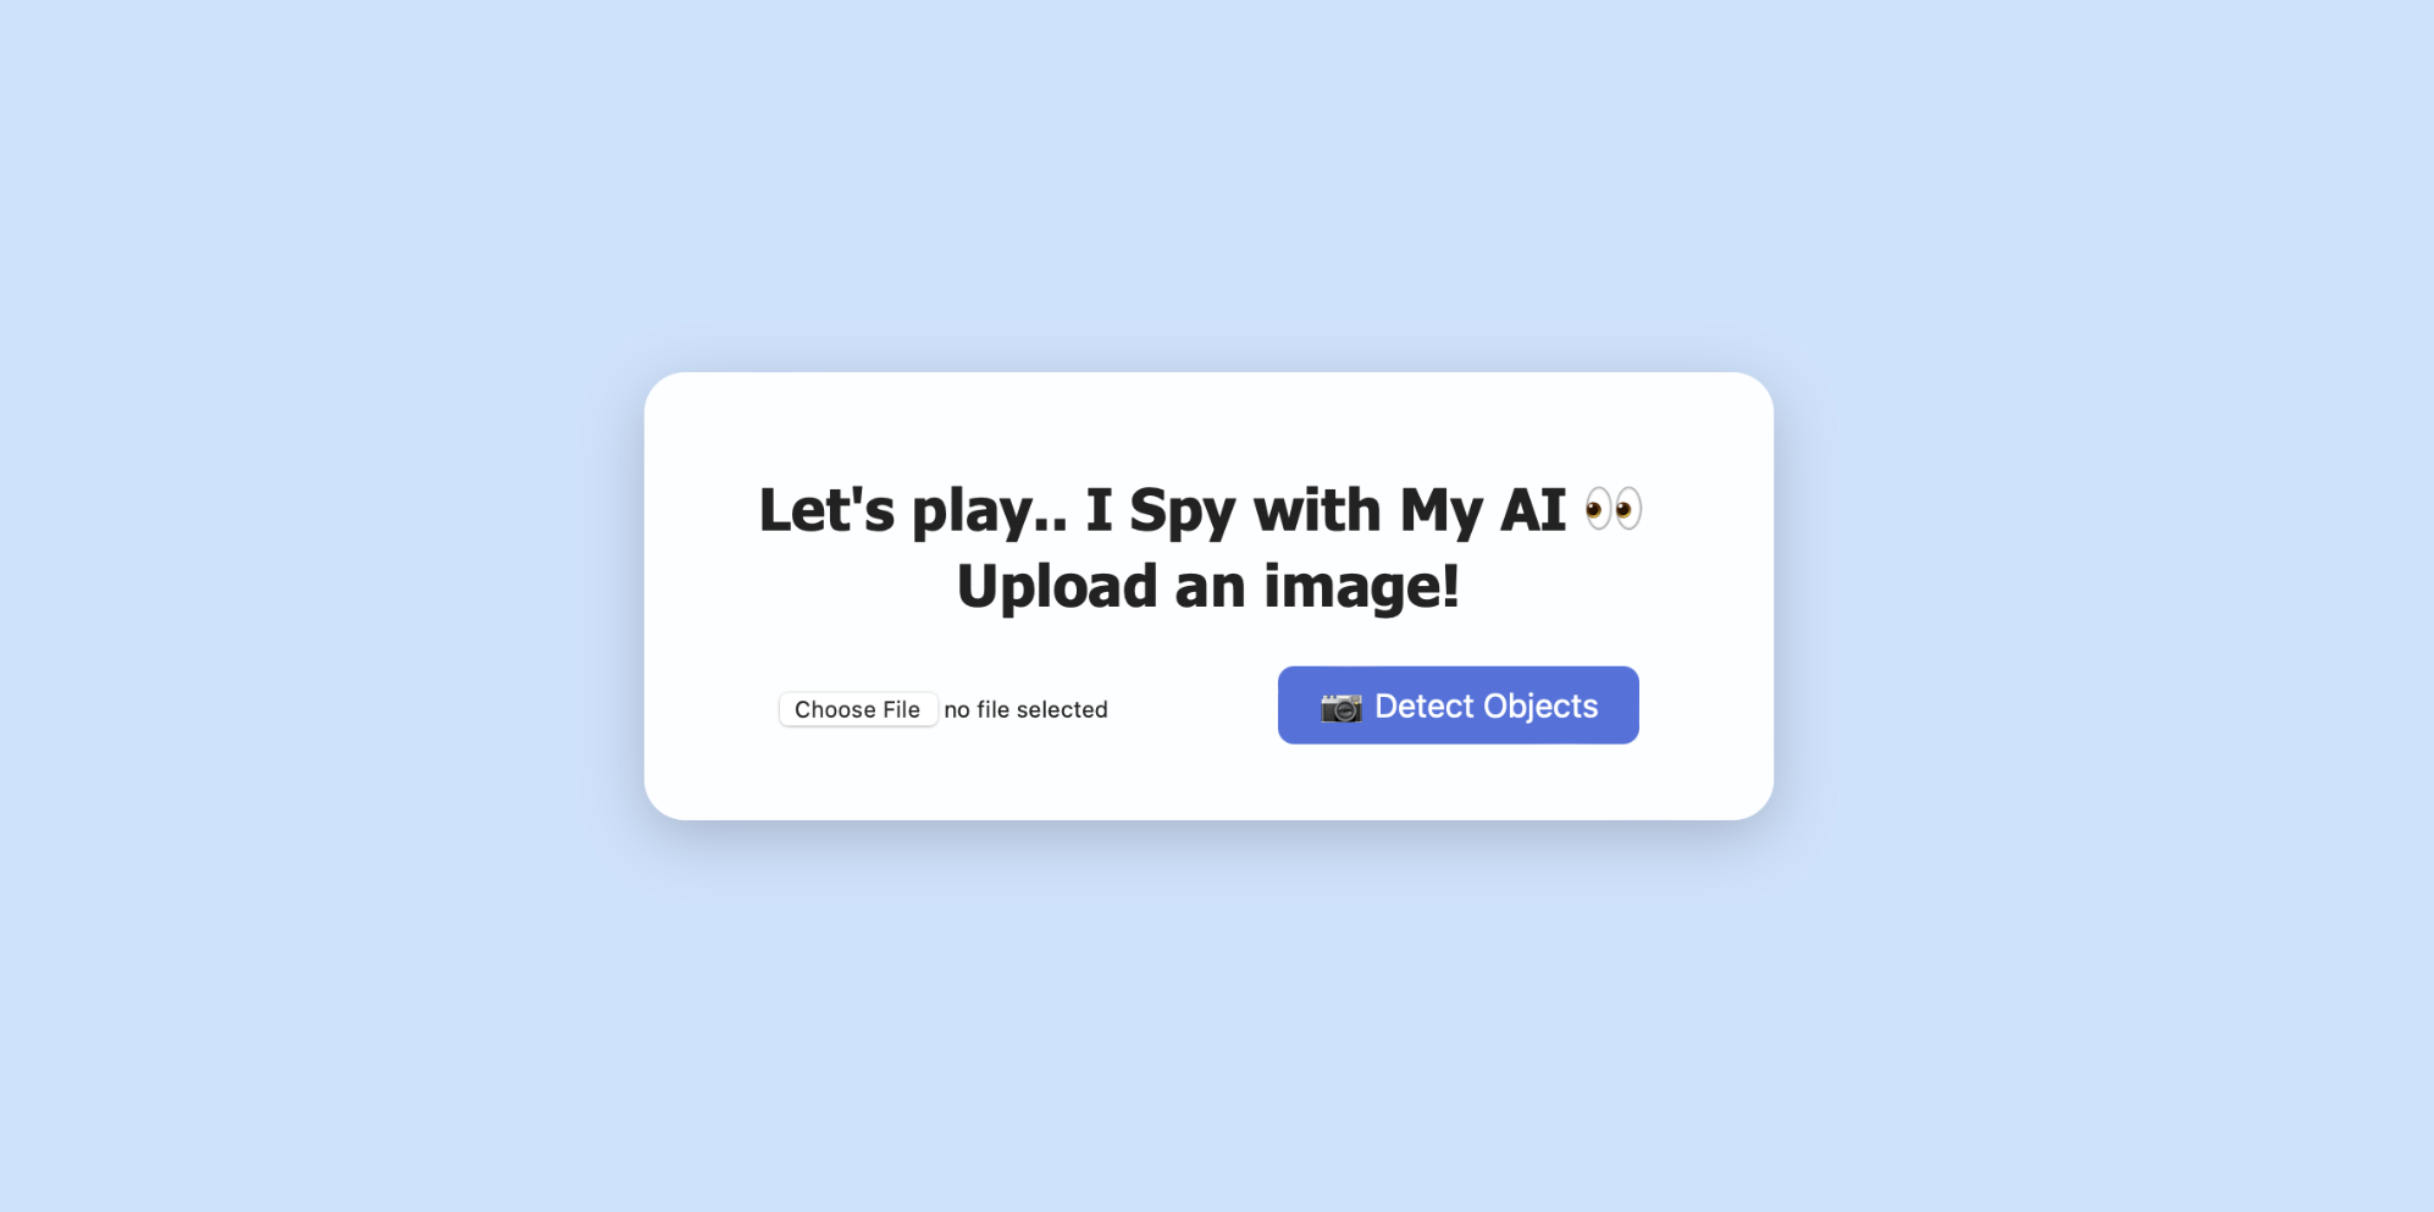 Let's play.. I Spy with My AI 👀
Upload an image!
Choose File no file selected
📷 Detect Objects